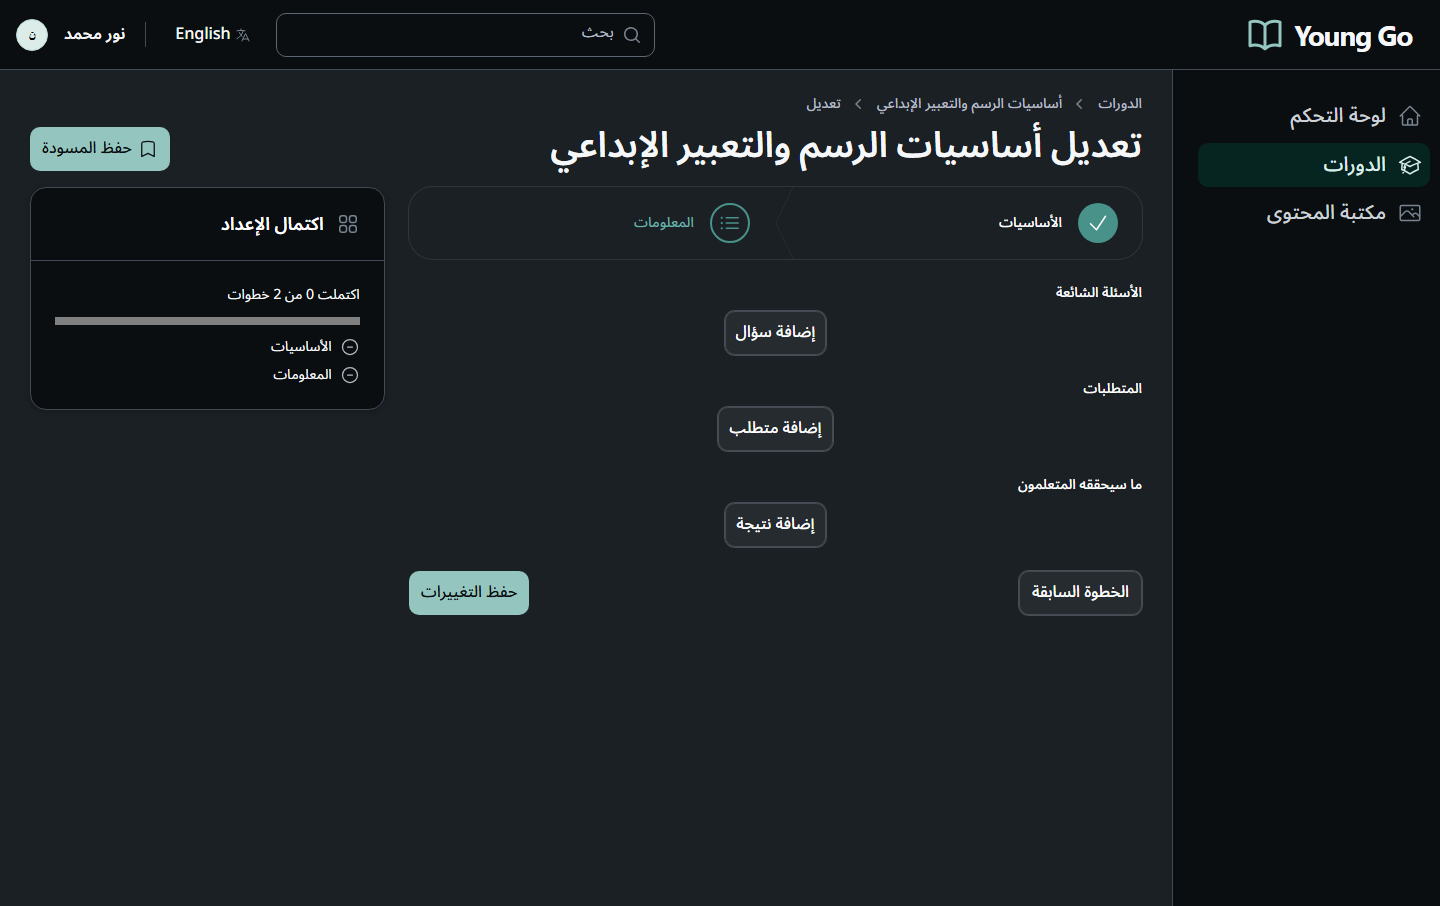 Young Go
بحث
English
نور محمد
ن
لوحة التحكم
الدورات
مكتبة المحتوى
الدورات
أساسيات الرسم والتعبير الإبداعي
تعديل
تعديل أساسيات الرسم والتعبير الإبداعي
حفظ المسودة
الأساسيات
المعلومات
الأسئلة الشائعة
إضافة سؤال
المتطلبات
إضافة متطلب
ما سيحققه المتعلمون
إضافة نتيجة
الخطوة السابقة
حفظ التغييرات
اكتمال الإعداد
اكتملت 0 من 2 خطوات
الأساسيات
المعلومات